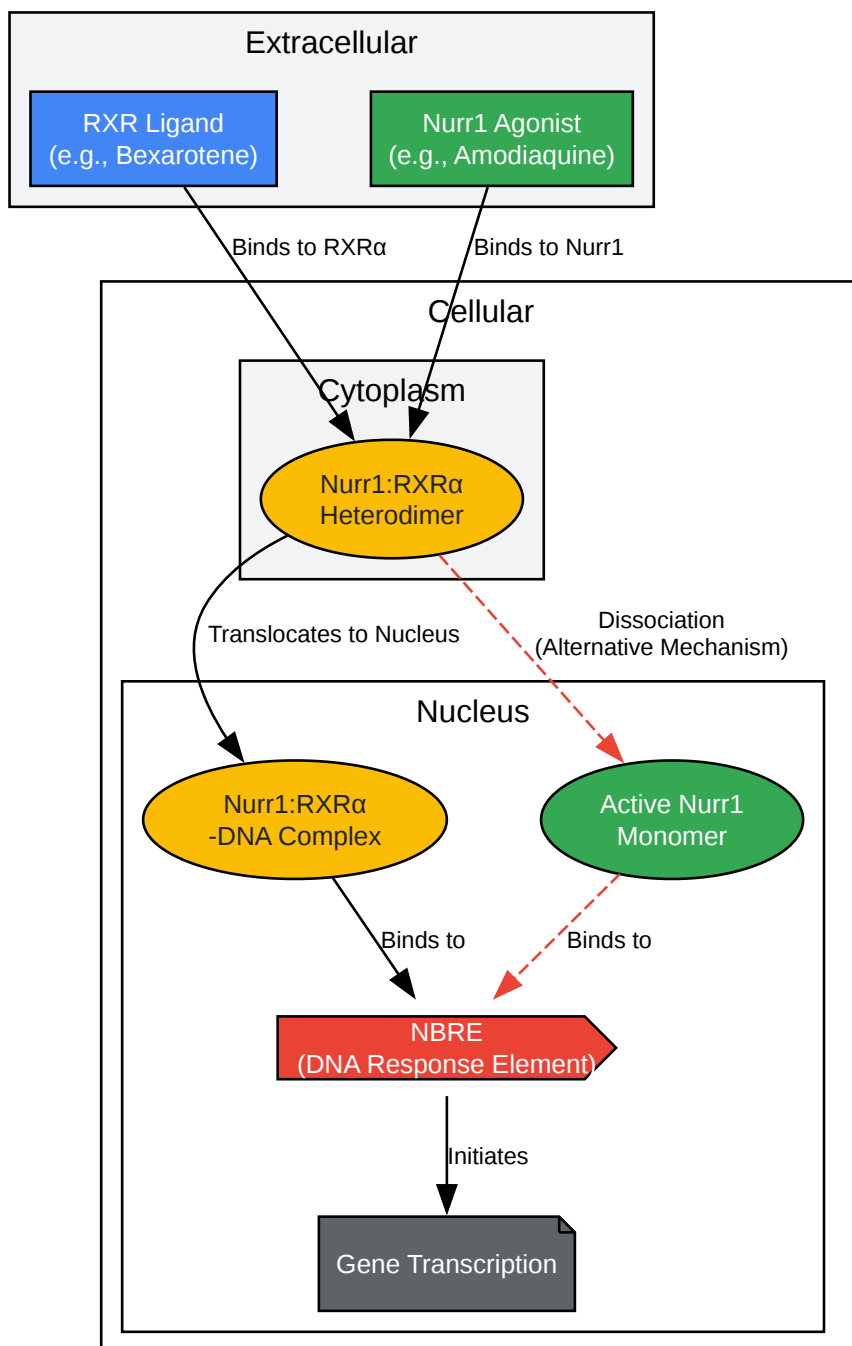 Extracellular
RXR Ligand
(e.g., Bexarotene)
Nurr1 Agonist
(e.g., Amodiaquine)
Binds to RXRα
Binds to Nurr1
Cellular
Cytoplasm
Nurr1:RXRα
Heterodimer
Translocates to Nucleus
Dissociation
(Alternative Mechanism)
Nucleus
Nurr1:RXRα
-DNA Complex
Active Nurr1
Monomer
Binds to
Binds to
NBRE
(DNA Response Element)
Initiates
Gene Transcription